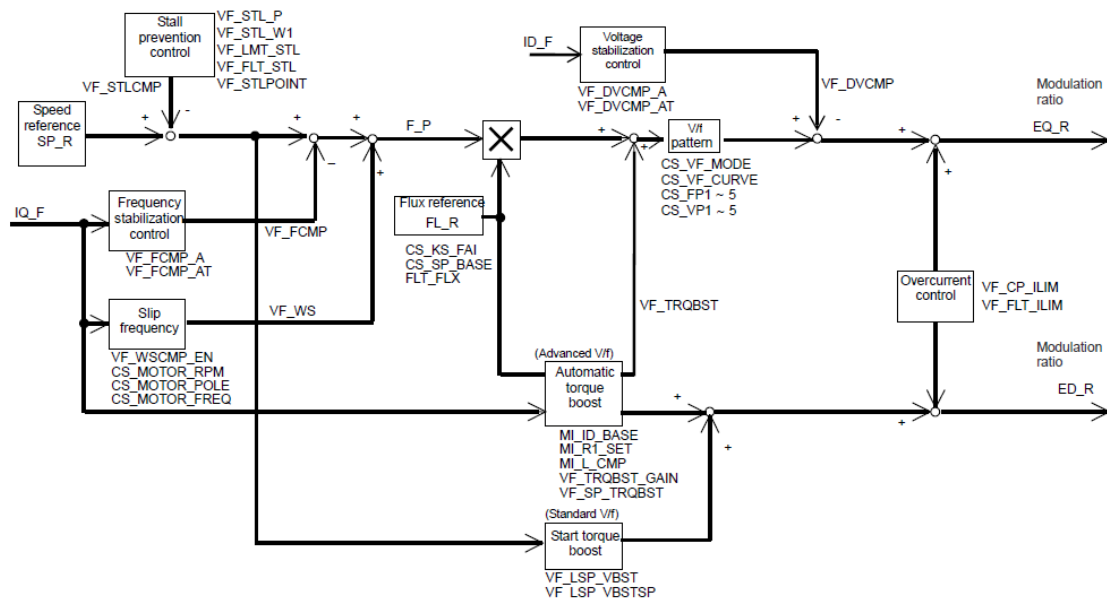 Stall
prevention
control
VF_STL_P
VF_STL_W1
VF_LMT_STL
VF_FLT_STL
VF_STLPOINT
VF_STLCMP
-
ID_F
Voltage
stabilization
control
VF_DVCMP_A
VF_DVCMP_AT
VF_DVCMP
-
Modulation
ratio
EQ_R
Speed
reference
SP_R
+
+
+
F_P
+
+
V/f
pattern
+
+
CS_VF_MODE
CS_VF_CURVE
CS_FP1 ~ 5
CS_VP1 ~ 5
–
+
+
IQ_F
Frequency
stabilization
control
VF_FCMP
VF_FCMP_A
VF_FCMP_AT
Flux reference
FL_R
CS_KS_FAI
CS_SP_BASE
FLT_FLX
Slip
frequency
VF_WS
VF_WSCMP_EN
CS_MOTOR_RPM
CS_MOTOR_POLE
CS_MOTOR_FREQ
VF_TRQBST
Overcurrent
control
VF_CP_ILIM
VF_FLT_ILIM
(Advanced V/f)
Automatic
torque
boost
+
+
+
MI_ID_BASE
MI_R1_SET
MI_L_CMP
VF_TRQBST_GAIN
VF_SP_TRQBST
Modulation
ratio
ED_R
(Standard V/f)
Start torque
boost
VF_LSP_VBST
VF_LSP_VBSTSP